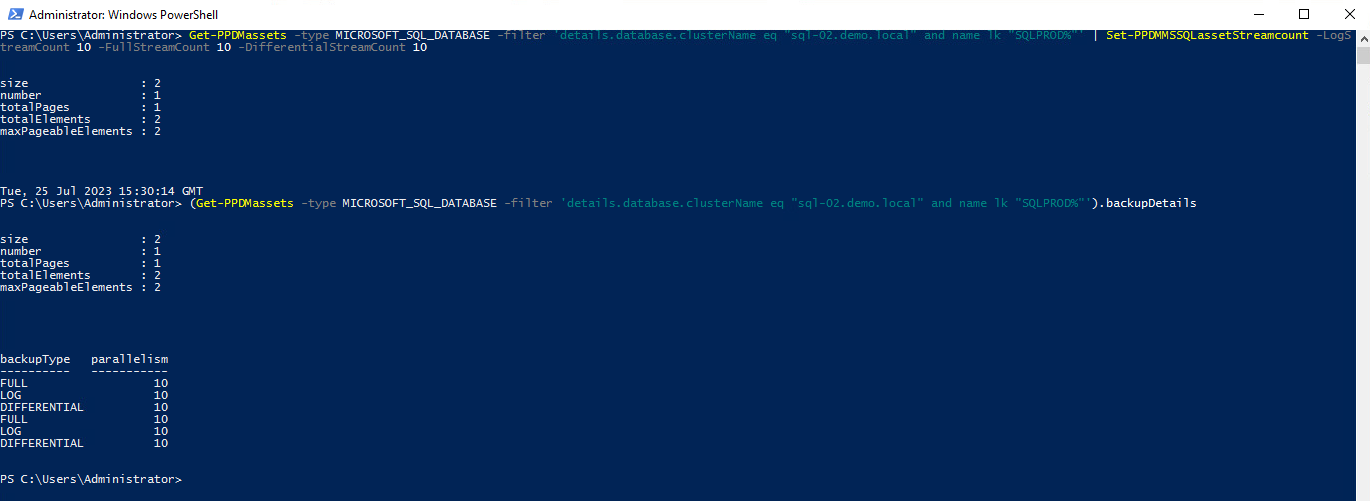 Administrator: Windows PowerShell
PS C:\Users\Administrator> Get-PPDMassets -type MICROSOFT_SQL_DATABASE -filter 'details.database.clusterName eq "sql-02.demo.local" and name lk "SQLPROD%"' | Set-PPDMMSSQLassetStreamcount -LogS
treamCount 10 -FullStreamCount 10 -DifferentialStreamCount 10
size : 2
number : 1
totalPages : 1
totalElements : 2
maxPageableElements : 2
Tue, 25 Jul 2023 15:30:14 GMT
PS C:\Users\Administrator> (Get-PPDMassets -type MICROSOFT_SQL_DATABASE -filter 'details.database.clusterName eq "sql-02.demo.local" and name lk "SQLPROD%"').backupDetails
size : 2
number : 1
totalPages : 1
totalElements : 2
maxPageableElements : 2
backupType parallelism
---------- -----------
FULL 10
LOG 10
DIFFERENTIAL 10
FULL 10
LOG 10
DIFFERENTIAL 10
PS C:\Users\Administrator>